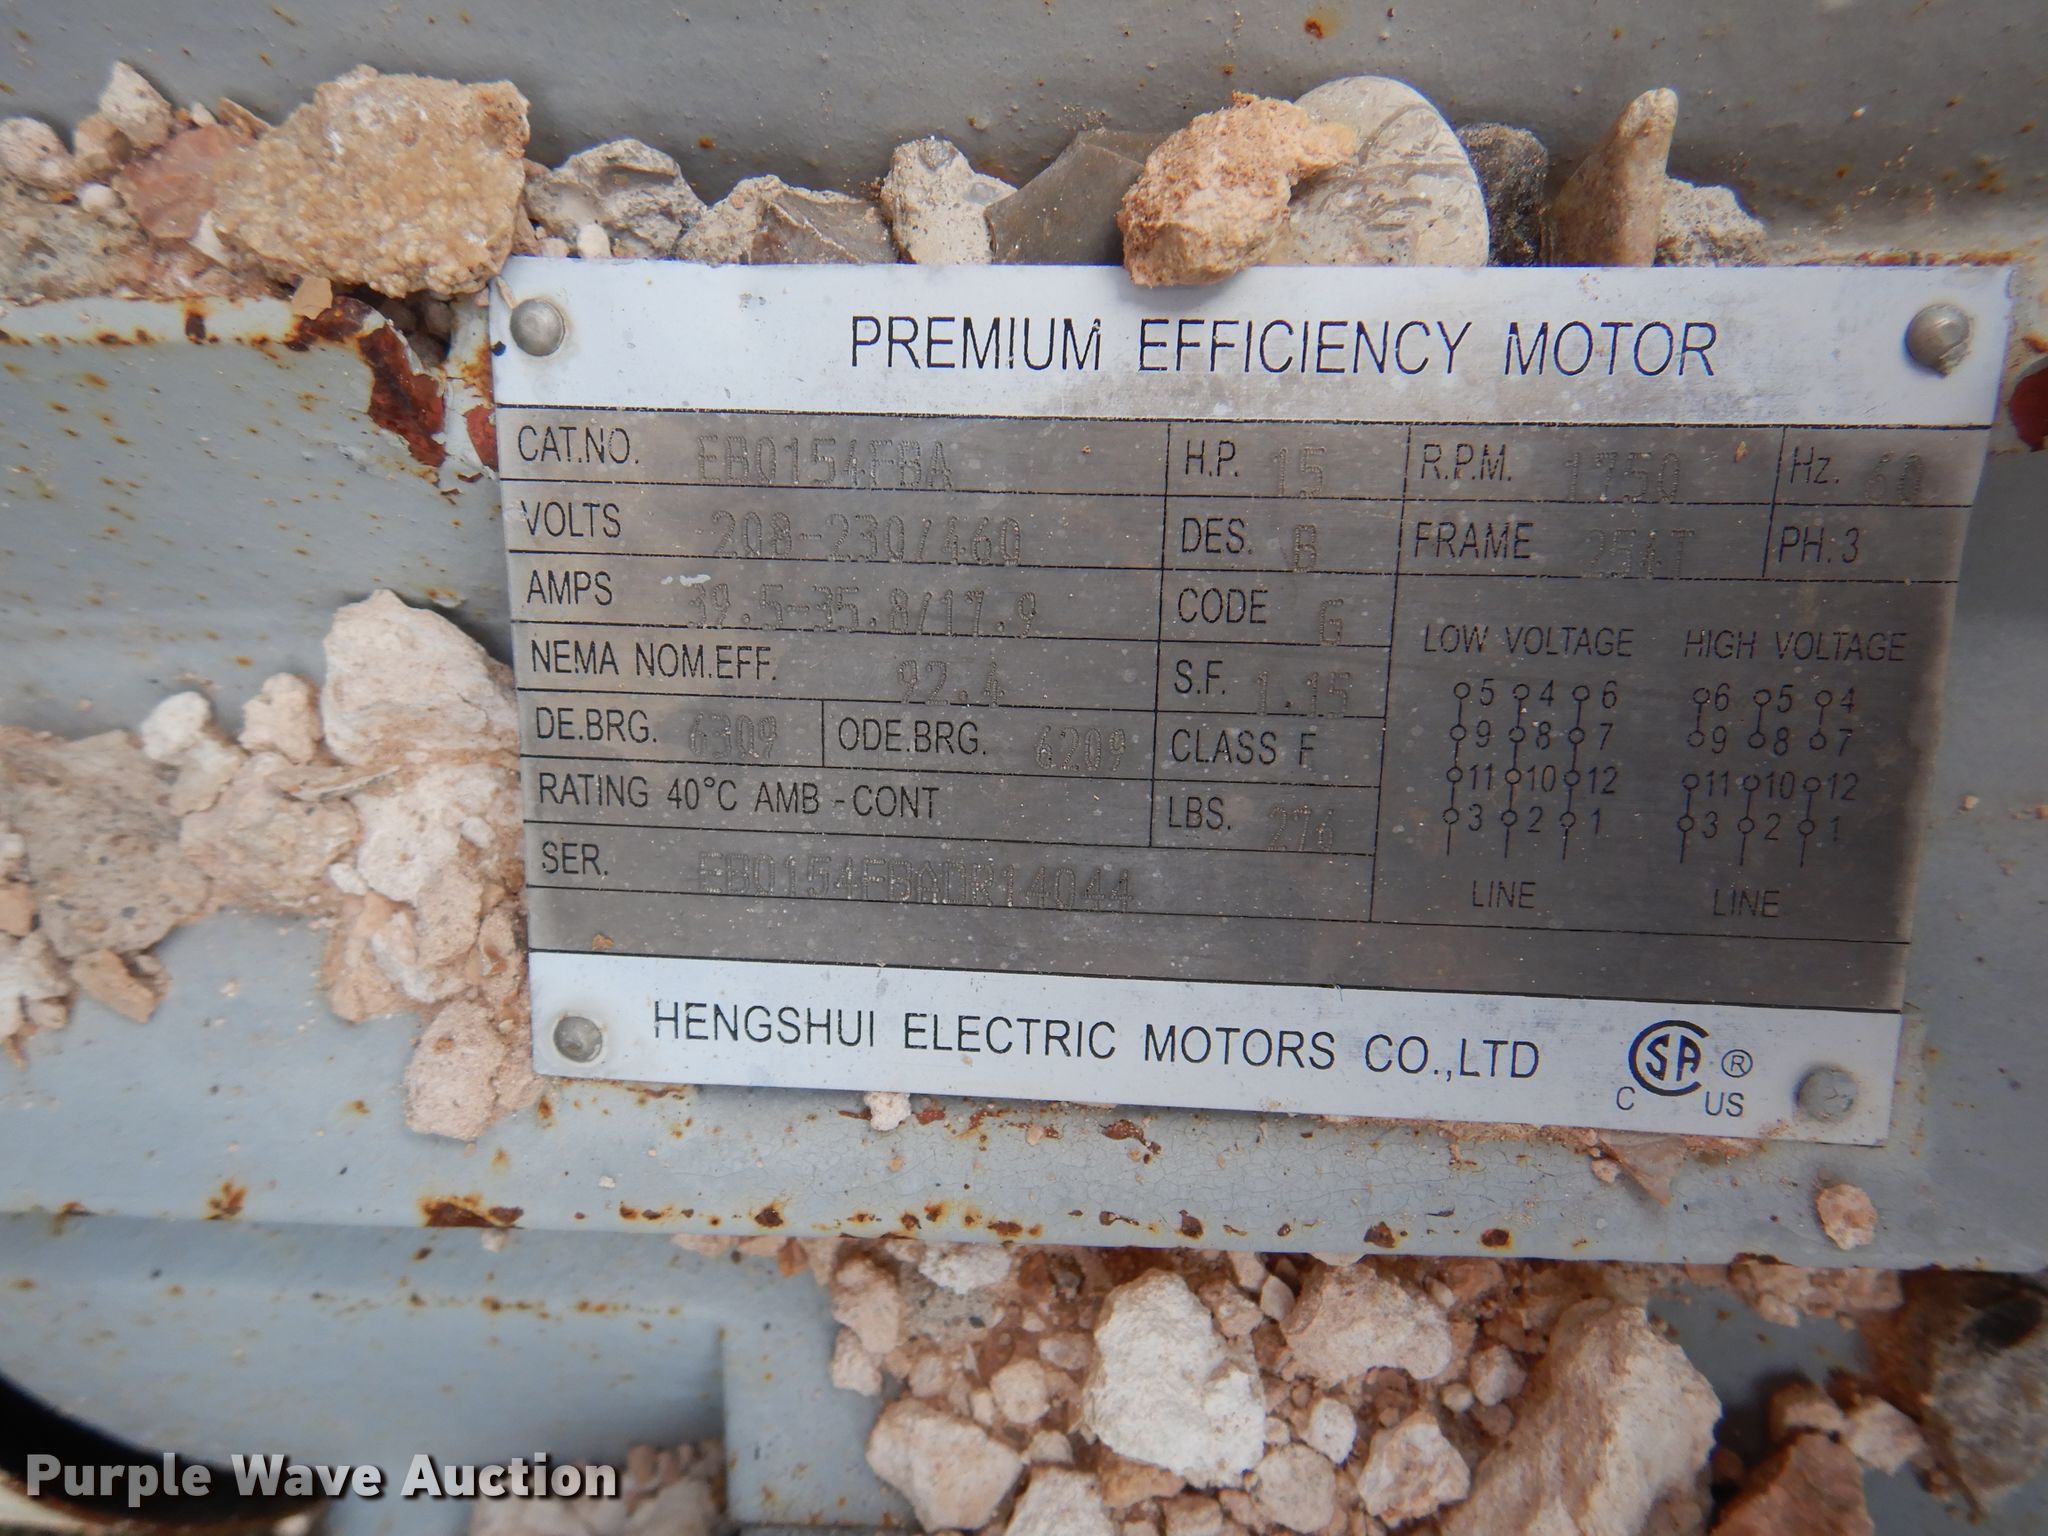 PREMIUM EFFICIENCY MOTOR
CAT.NO. EB0154FBA H.P. 15 R.P.M. 1750 Hz. 60
VOLTS 208-230/460 DES. B FRAME 254T PH: 3
AMPS 39.5-35.8/17.9 CODE G
NEMA NOM.EFF. 92.4 S.F. 1.15
DE.BRG. 6309 ODE.BRG. 6209 CLASS F
RATING 40°C AMB - CONT LBS. 276
SER. EB0154FBADR14044
LOW VOLTAGE HIGH VOLTAGE
5 4 6 6 5 4
9 8 7 9 8 7
11 10 12 11 10 12
3 2 1 3 2 1
LINE LINE
HENGSHUI ELECTRIC MOTORS CO.,LTD
CSA ®
C US
Purple Wave Auction